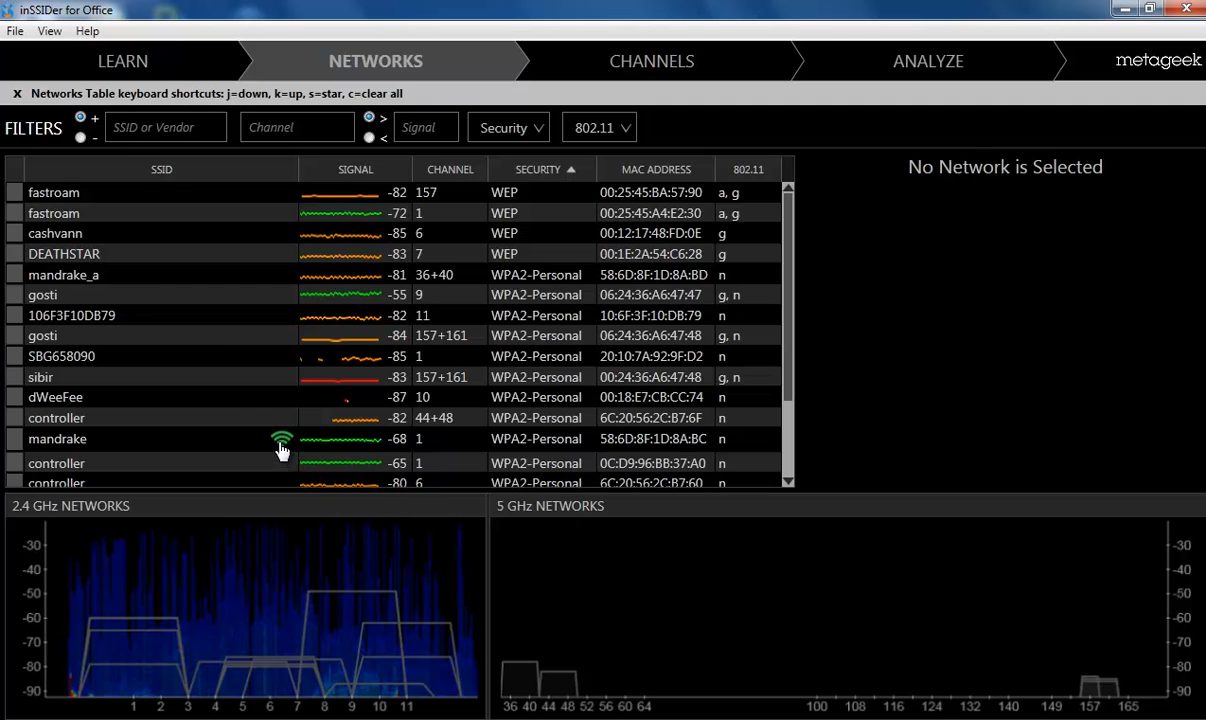 inSSIDer for Office
File View Help
LEARN NETWORKS CHANNELS ANALYZE metageek
x Networks Table keyboard shortcuts: j=down, k=up, s=star, c=clear all
FILTERS + - SSID or Vendor Channel > < Signal Security 802.11
SSID SIGNAL CHANNEL SECURITY MAC ADDRESS 802.11
fastroam -82 157 WEP 00:25:45:BA:57:90 a, g
fastroam -72 1 WEP 00:25:45:A4:E2:30 a, g
cashvann -85 6 WEP 00:12:17:48:FD:0E g
DEATHSTAR -83 7 WEP 00:1E:2A:54:C6:28 g
mandrake_a -81 36+40 WPA2-Personal 58:6D:8F:1D:8A:BD n
gosti -55 9 WPA2-Personal 06:24:36:A6:47:47 g, n
106F3F10DB79 -82 11 WPA2-Personal 10:6F:3F:10:DB:79 n
gosti -84 157+161 WPA2-Personal 06:24:36:A6:47:48 g, n
SBG658090 -85 1 WPA2-Personal 20:10:7A:92:9F:D2 n
sibir -83 157+161 WPA2-Personal 00:24:36:A6:47:48 g, n
dWeeFee -87 10 WPA2-Personal 00:18:E7:CB:CC:74 n
controller -82 44+48 WPA2-Personal 6C:20:56:2C:B7:6F n
mandrake -68 1 WPA2-Personal 58:6D:8F:1D:8A:BC n
controller -65 1 WPA2-Personal 0C:D9:96:BB:37:A0 n
controller -80 6 WPA2-Personal 6C:20:56:2C:B7:60 n
No Network is Selected
2.4 GHz NETWORKS
-30
-40
-50
-60
-70
-80
-90
1 2 3 4 5 6 7 8 9 10 11
5 GHz NETWORKS
-30
-40
-50
-60
-70
-80
-90
36 40 44 48 52 56 60 64 100 108 116 124 132 140 149 157 165